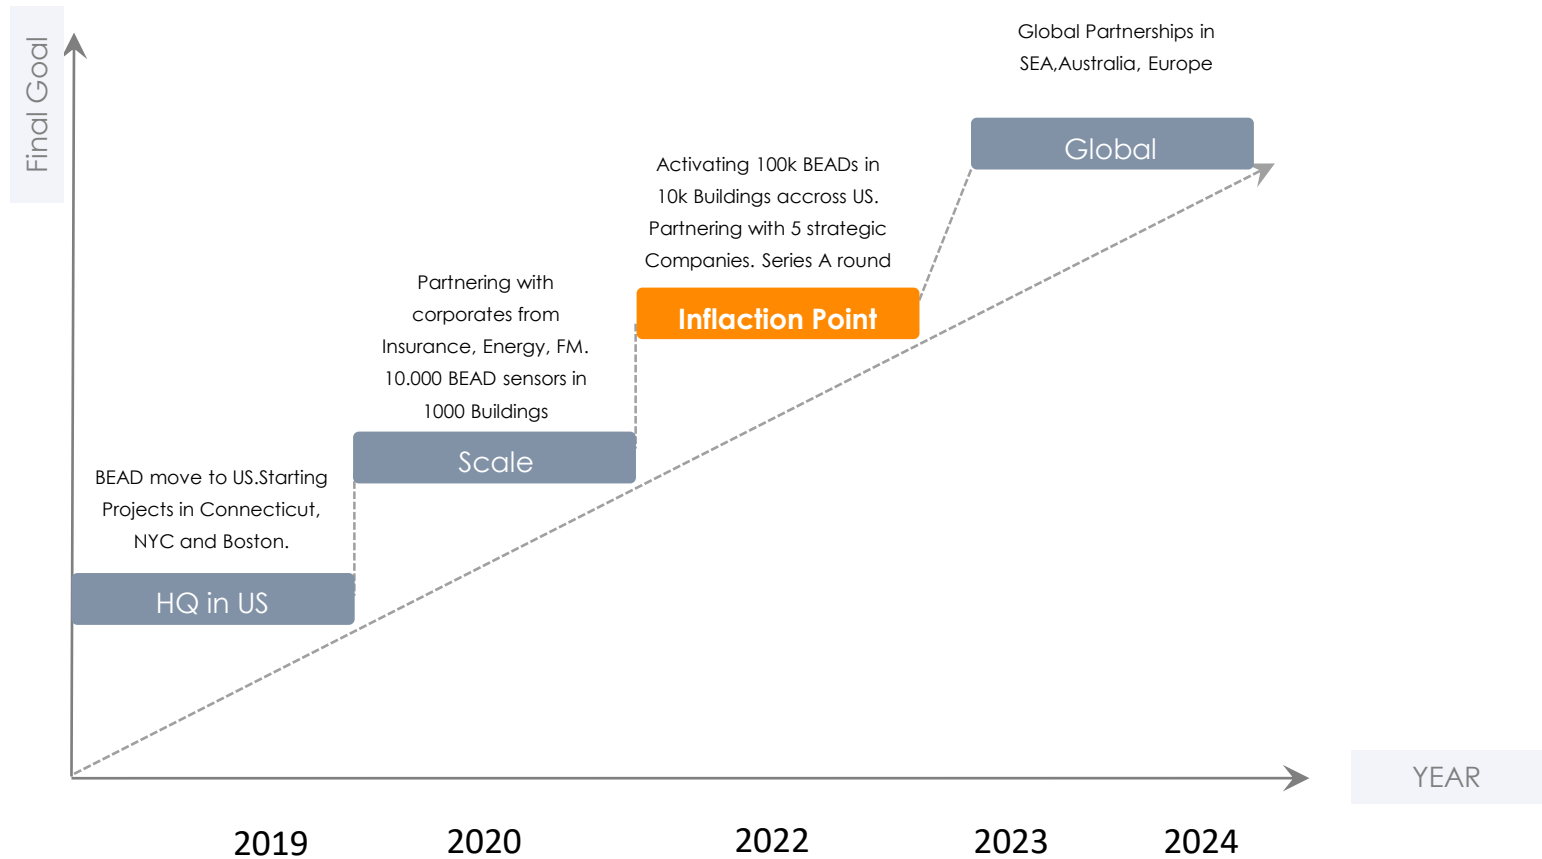 Final Goal
Global Partnerships in
SEA,Australia, Europe
Global
Activating 100k BEADs in
10k Buildings accross US.
Partnering with 5 strategic
Companies. Series A round
Inflaction Point
Partnering with
corporates from
Insurance, Energy, FM.
10.000 BEAD sensors in
1000 Buildings
Scale
BEAD move to US.Starting
Projects in Connecticut,
NYC and Boston.
HQ in US
YEAR
2019 2020 2022 2023 2024